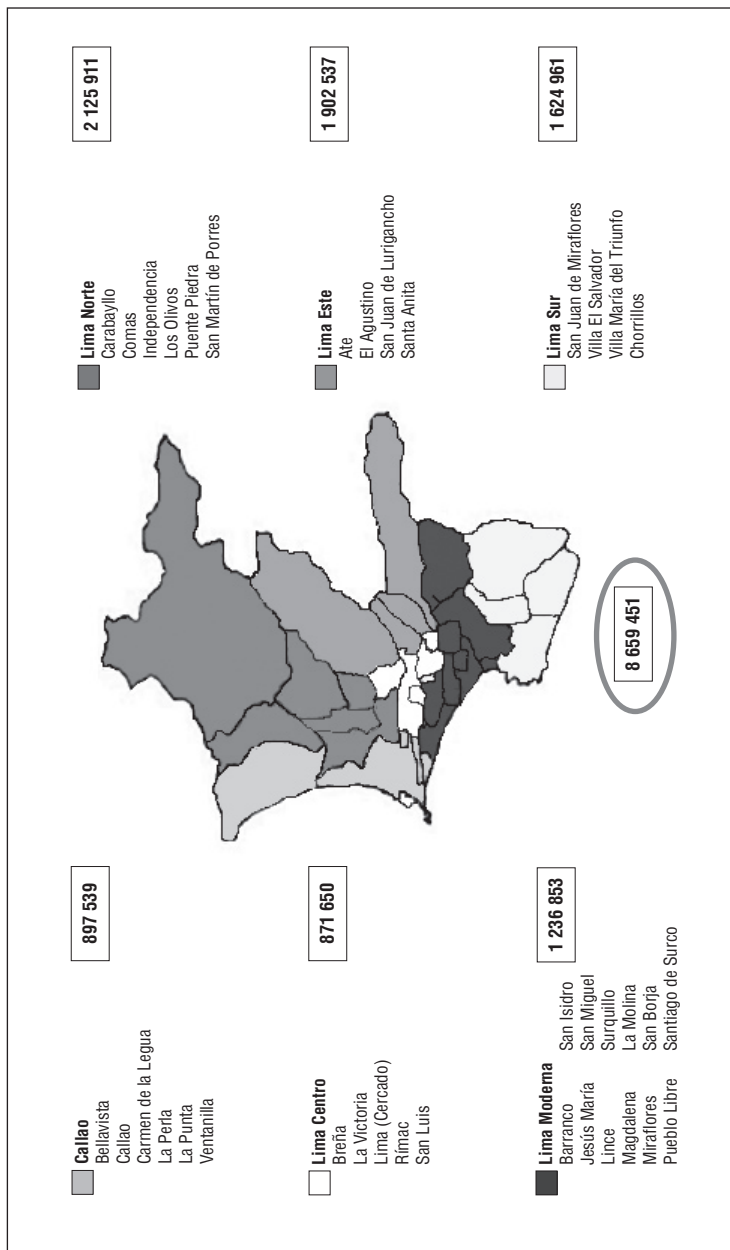 Callao
Bellavista
Callao
Carmen de la Legua
La Perla
La Punta
Ventanilla
897 539
Lima Norte
Carabayllo
Comas
Independencia
Los Olivos
Puente Piedra
San Martín de Porres
2 125 911
Lima Centro
Breña
La Victoria
Lima (Cercado)
Rímac
San Luis
871 650
Lima Este
Ate
El Agustino
San Juan de Lurigancho
Santa Anita
1 902 537
Lima Moderna
Barranco
Jesús María
Lince
Magdalena
Miraflores
Pueblo Libre
San Isidro
San Miguel
Surquillo
La Molina
San Borja
Santiago de Surco
1 236 853
Lima Sur
San Juan de Miraflores
Villa El Salvador
Villa María del Triunfo
Chorrillos
1 624 961
8 659 451